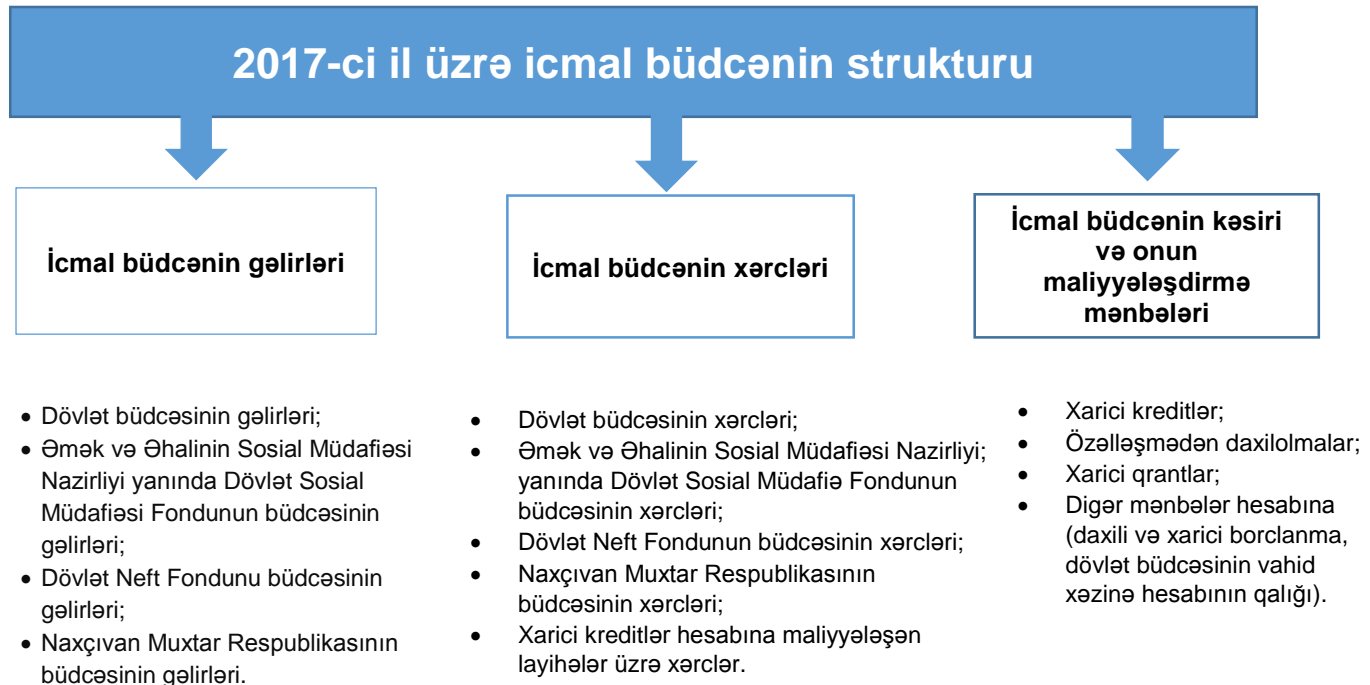 2017-ci il üzrə icmal büdcənin strukturu
İcmal büdcənin gəlirləri
İcmal büdcənin xərcləri
İcmal büdcənin kəsiri
və onun
maliyyələşdirmə
mənbələri
• Dövlət büdcəsinin gəlirləri;
• Əmək və Əhalinin Sosial Müdafiəsi
Nazirliyi yanında Dövlət Sosial
Müdafiəsi Fondunun büdcəsinin
gəlirləri;
• Dövlət Neft Fondunu büdcəsinin
gəlirləri;
• Naxçıvan Muxtar Respublikasının
büdcəsinin gəlirləri.
• Dövlət büdcəsinin xərcləri;
• Əmək və Əhalinin Sosial Müdafiəsi Nazirliyi;
yanında Dövlət Sosial Müdafiə Fondunun
büdcəsinin xərcləri;
• Dövlət Neft Fondunun büdcəsinin xərcləri;
• Naxçıvan Muxtar Respublikasının
büdcəsinin xərcləri;
• Xarici kreditlər hesabına maliyyələşən
layihələr üzrə xərclər.
• Xarici kreditlər;
• Özəlləşmədən daxilolmalar;
• Xarici qrantlar;
• Digər mənbələr hesabına
(daxili və xarici borclanma,
dövlət büdcəsinin vahid
xəzinə hesabının qalığı).